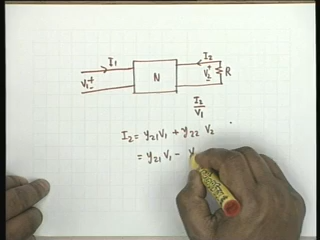 I₁ I₂
V₁ + - N V₂ + - R
I₂/V₁
I₂ = y₂₁ V₁ + y₂₂ V₂
= y₂₁ V₁ -